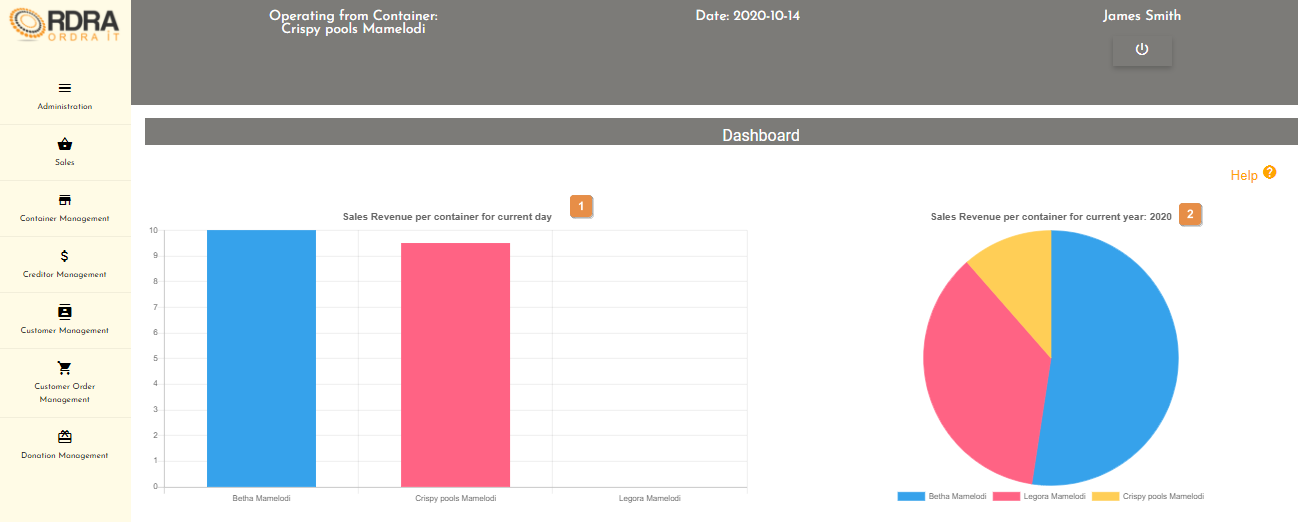 RDRA
ORDRA IT
Operating from Container:
Crispy pools Mamelodi
Date: 2020-10-14
James Smith
Administration
Sales
Container Management
Creditor Management
Customer Management
Customer Order
Management
Donation Management
Dashboard
Help ?
Sales Revenue per container for current day
1
10
9
8
7
6
5
4
3
2
1
0
Betha Mamelodi
Crispy pools Mamelodi
Legora Mamelodi
Sales Revenue per container for current year: 2020
2
Betha Mamelodi
Legora Mamelodi
Crispy pools Mamelodi